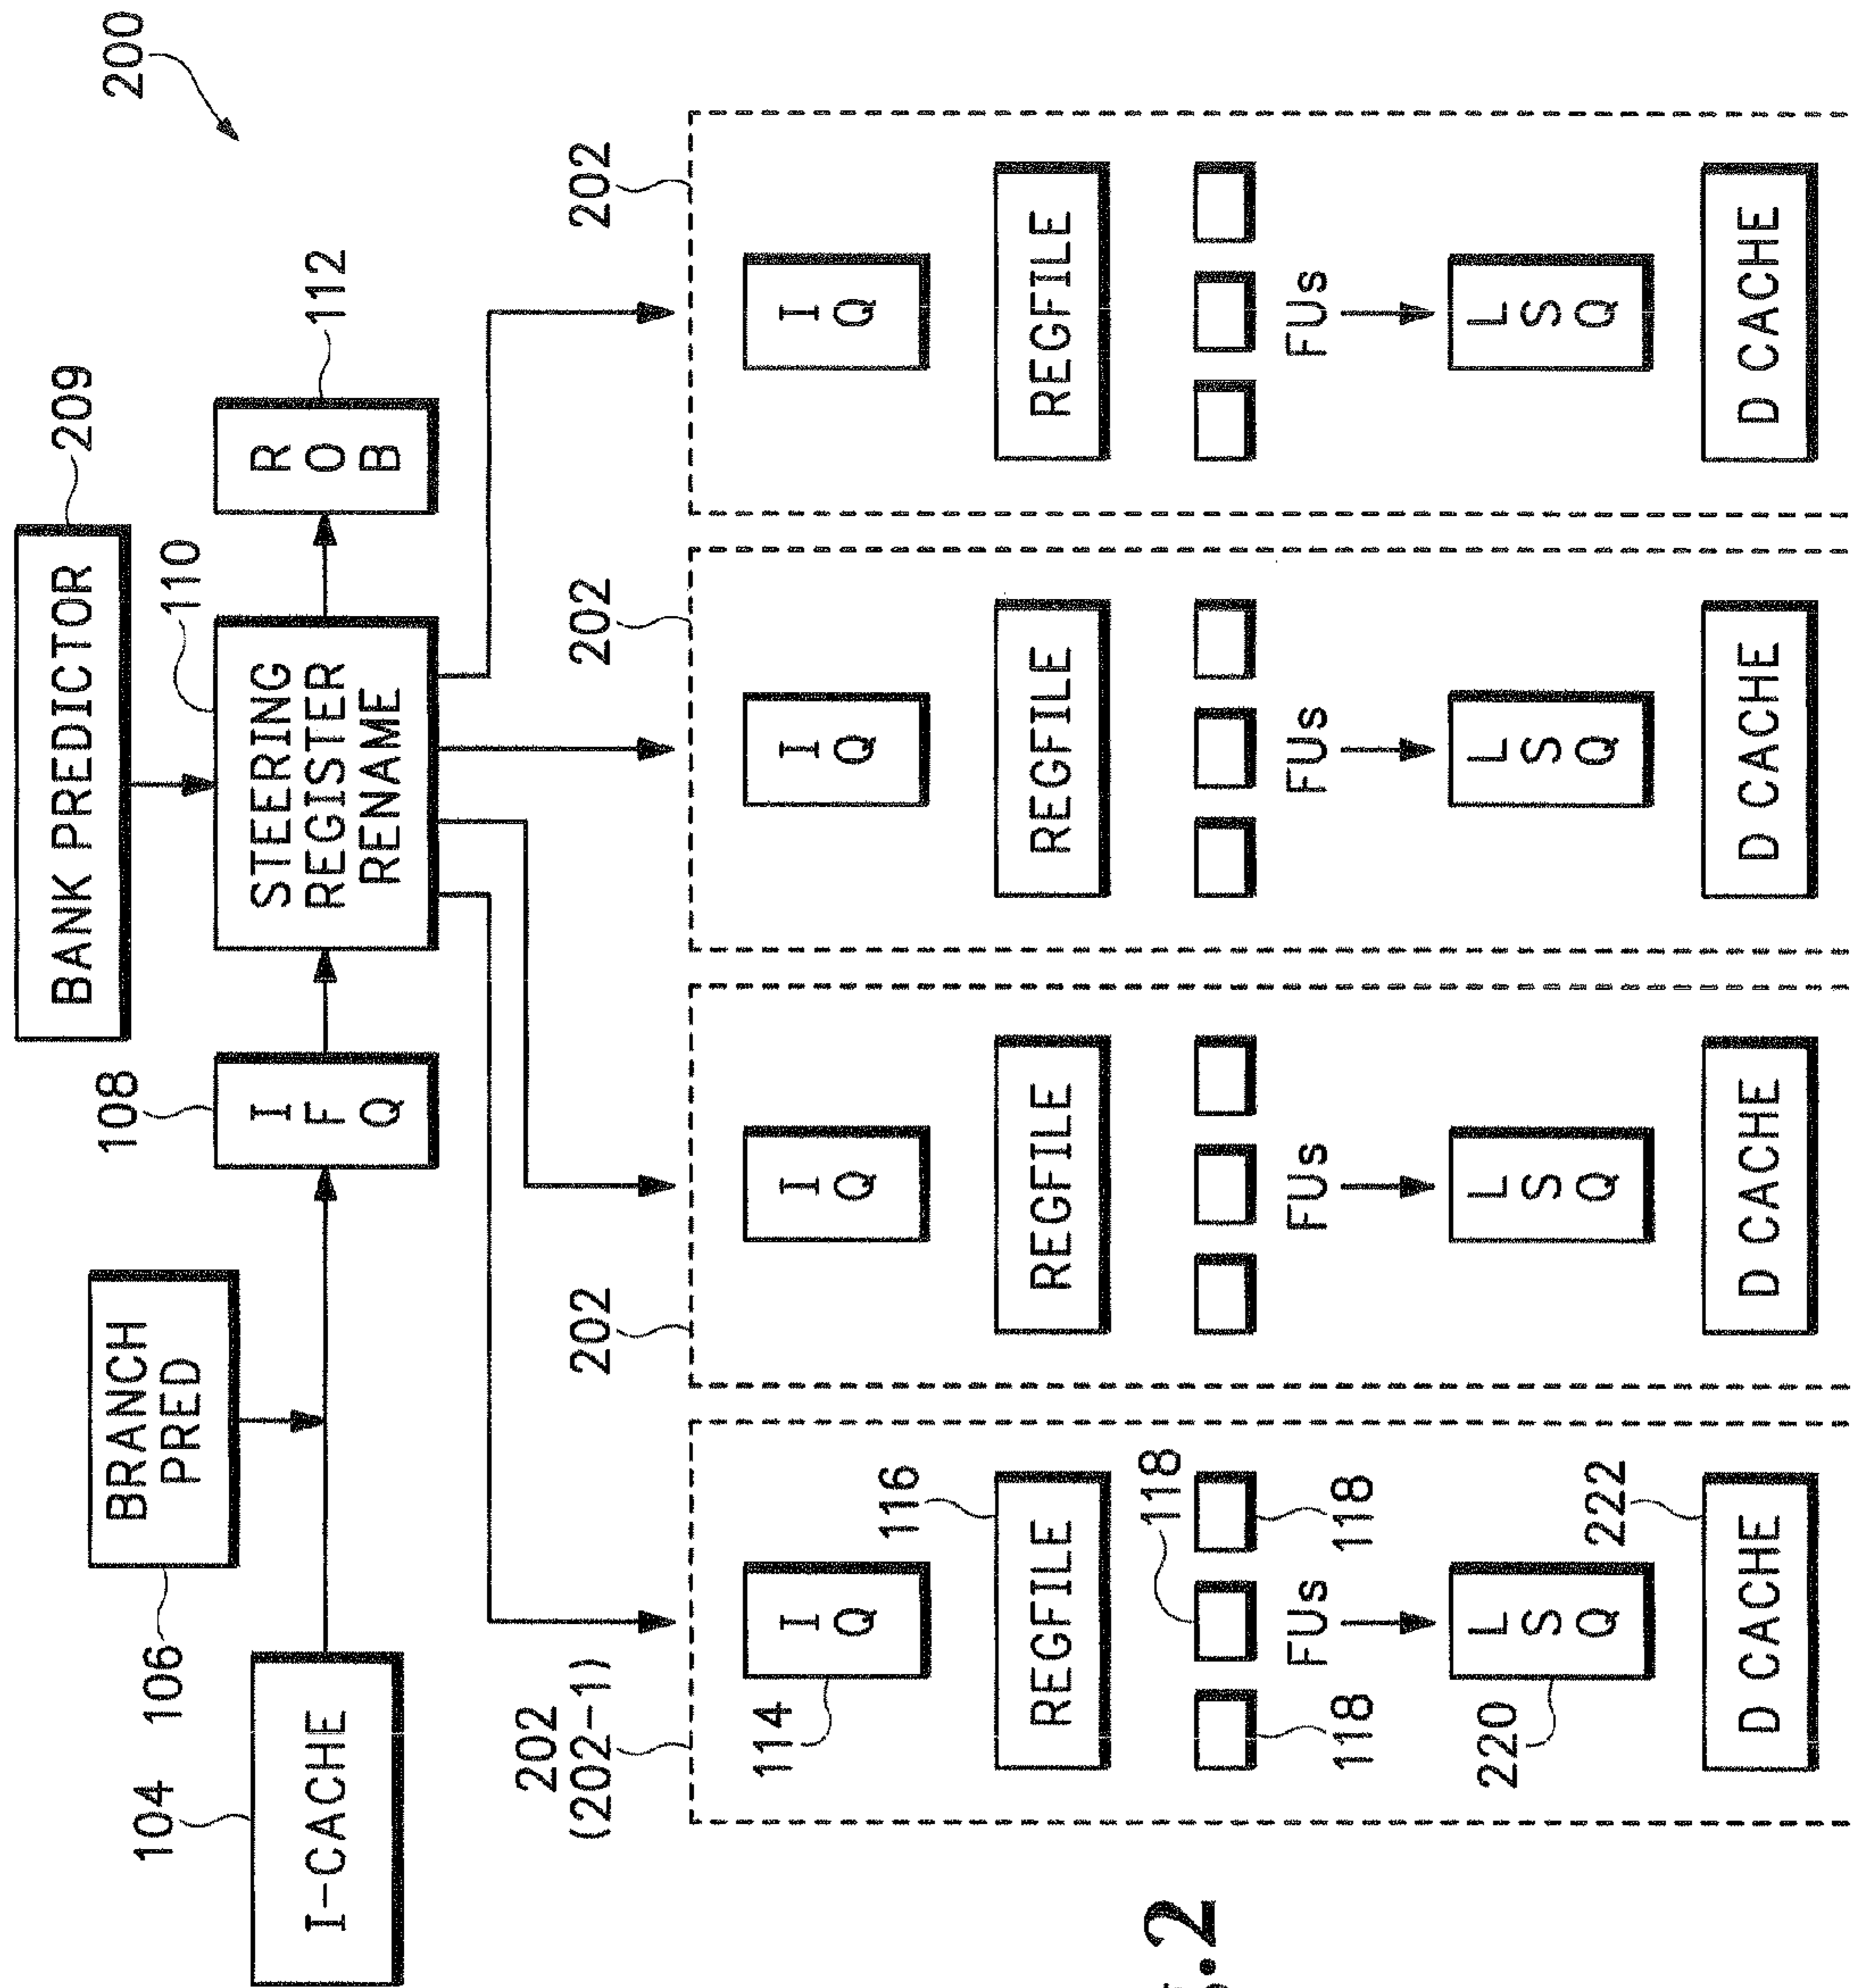 200
BANK PREDICTOR
209
BRANCH
PRED
106
108
110
112
104
I-CACHE
I
F
Q
STEERING
REGISTER
RENAME
R
O
B
202
(202-1)
202
202
202
114
I
Q
116
REGFILE
118
118
118
FUs
220
L
S
Q
222
D CACHE
I
Q
REGFILE
FUs
L
S
Q
D CACHE
I
Q
REGFILE
FUs
L
S
Q
D CACHE
I
Q
REGFILE
FUs
L
S
Q
D CACHE
.2